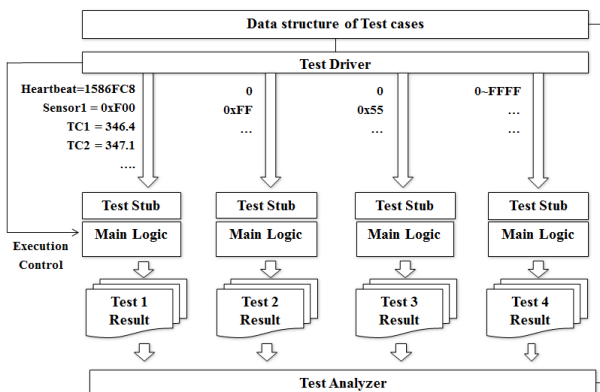 Data structure of Test cases
Test Driver
Heartbeat=1586FC8
Sensor1 = 0xF00
TC1 = 346.4
TC2 = 347.1
....
0
0xFF
...
0
0x55
...
0~FFFF
...
...
Test Stub
Main Logic
Test Stub
Main Logic
Test Stub
Main Logic
Test Stub
Main Logic
Execution
Control
Test 1
Result
Test 2
Result
Test 3
Result
Test 4
Result
Test Analyzer